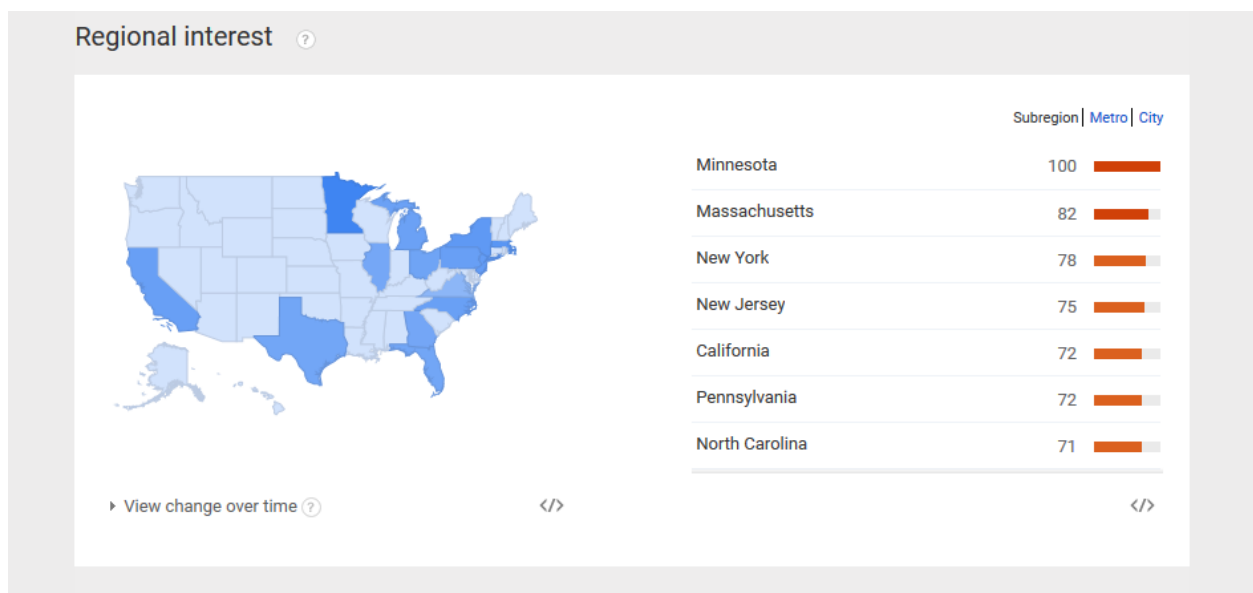 Regional interest ?
Subregion | Metro | City
Minnesota 100
Massachusetts 82
New York 78
New Jersey 75
California 72
Pennsylvania 72
North Carolina 71
View change over time ? </> </>